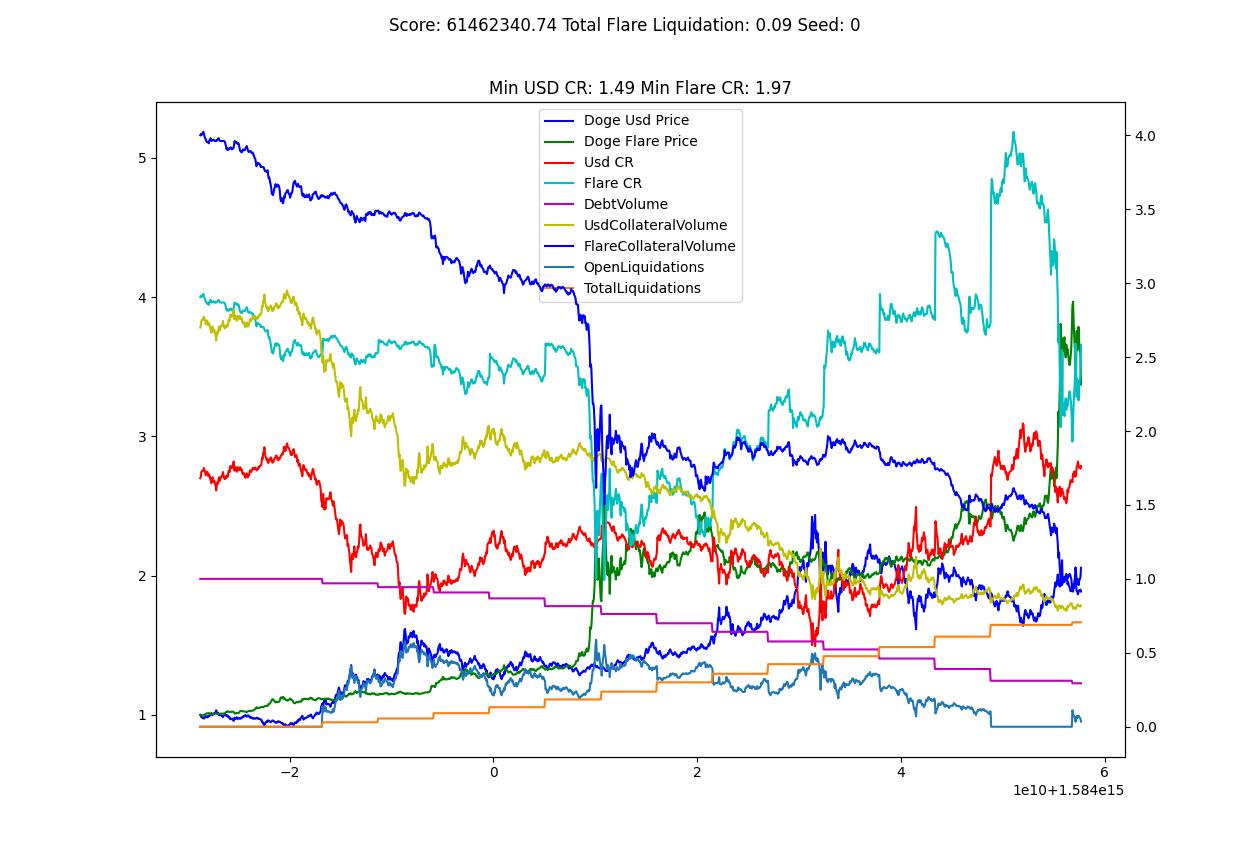 Score: 61462340.74 Total Flare Liquidation: 0.09 Seed: 0
Min USD CR: 1.49 Min Flare CR: 1.97
Doge Usd Price
Doge Flare Price
Usd CR
Flare CR
DebtVolume
UsdCollateralVolume
FlareCollateralVolume
OpenLiquidations
TotalLiquidations
5
4
3
2
1
4.0
3.5
3.0
2.5
2.0
1.5
1.0
0.5
0.0
−2
0
2
4
6
1e10+1.584e15